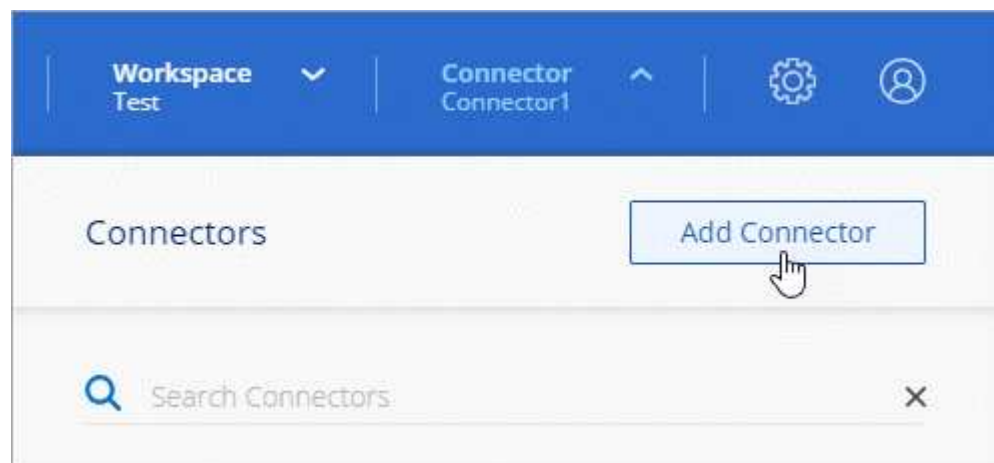 Workspace
Test
Connector
Connector1
Connectors
Add Connector
Search Connectors